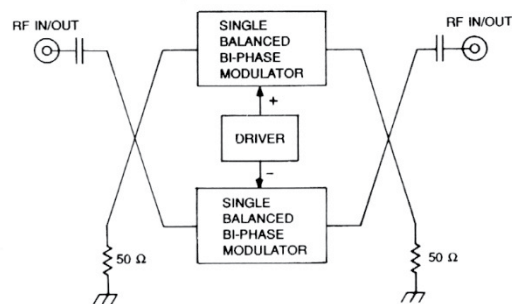 RF IN/OUT
SINGLE
BALANCED
BI-PHASE
MODULATOR
RF IN/OUT
+
DRIVER
−
SINGLE
BALANCED
BI-PHASE
MODULATOR
50 Ω
50 Ω